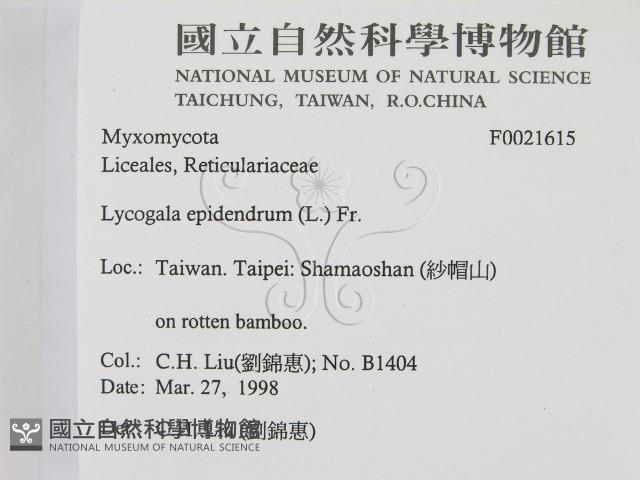 國立自然科學博物館
NATIONAL MUSEUM OF NATURAL SCIENCE
TAICHUNG, TAIWAN, R.O.CHINA
Myxomycota F0021615
Liceales, Reticulariaceae
Lycogala epidendrum (L.) Fr.
Loc.: Taiwan. Taipei: Shamaoshan (紗帽山)
on rotten bamboo.
Col.: C.H. Liu(劉錦惠); No. B1404
Date: Mar. 27, 1998
(劉錦惠)
國立自然科學博物館
NATIONAL MUSEUM OF NATURAL SCIENCE